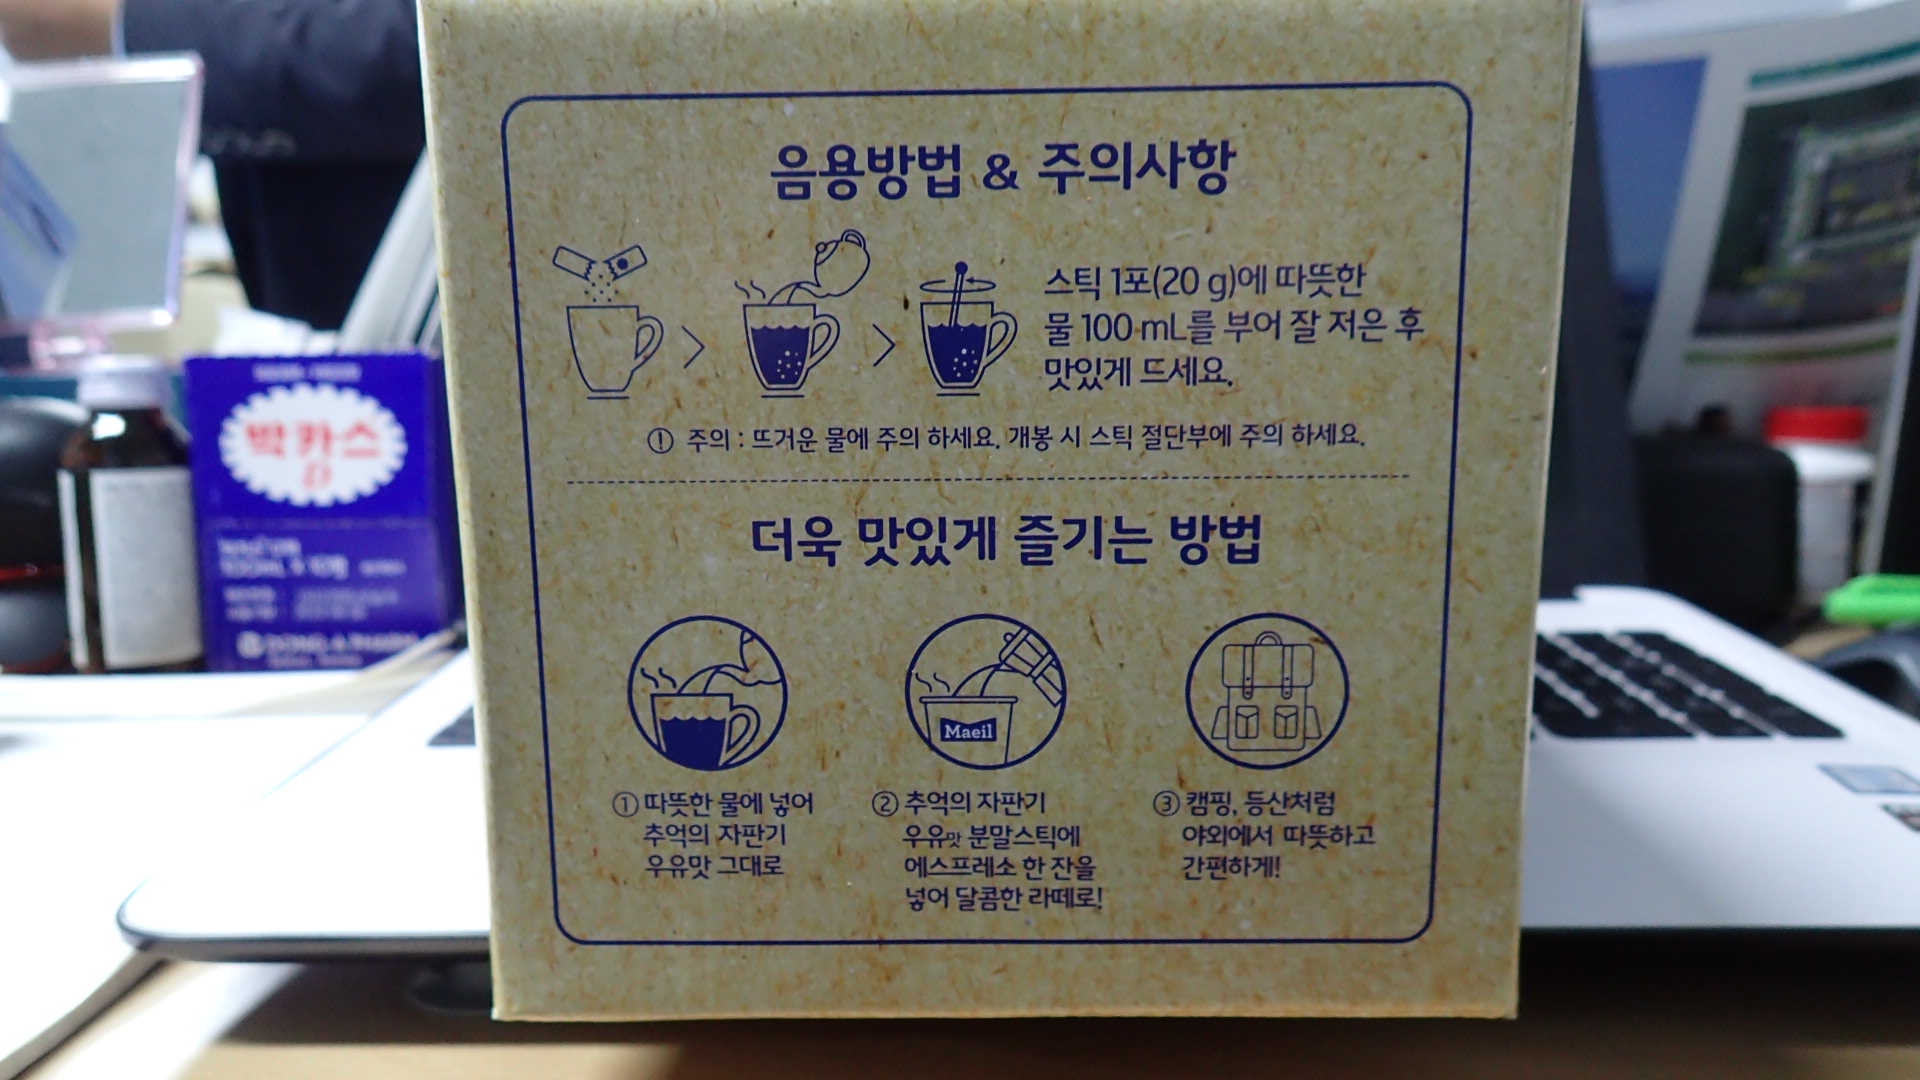 음용방법 & 주의사항
스틱 1포(20 g)에 따뜻한
물 100 mL를 부어 잘 저은 후
맛있게 드세요.
주의 : 뜨거운 물에 주의 하세요. 개봉 시 스틱 절단부에 주의 하세요.
더욱 맛있게 즐기는 방법
Maeil
① 따뜻한 물에 넣어
추억의 자판기
우유맛 그대로
② 추억의 자판기
우유맛 분말스틱에
에스프레소 한 잔을
넣어 달콤한 라떼로!
③ 캠핑, 등산처럼
야외에서 따뜻하고
간편하게!
박카스
D
DONG-A PHARM